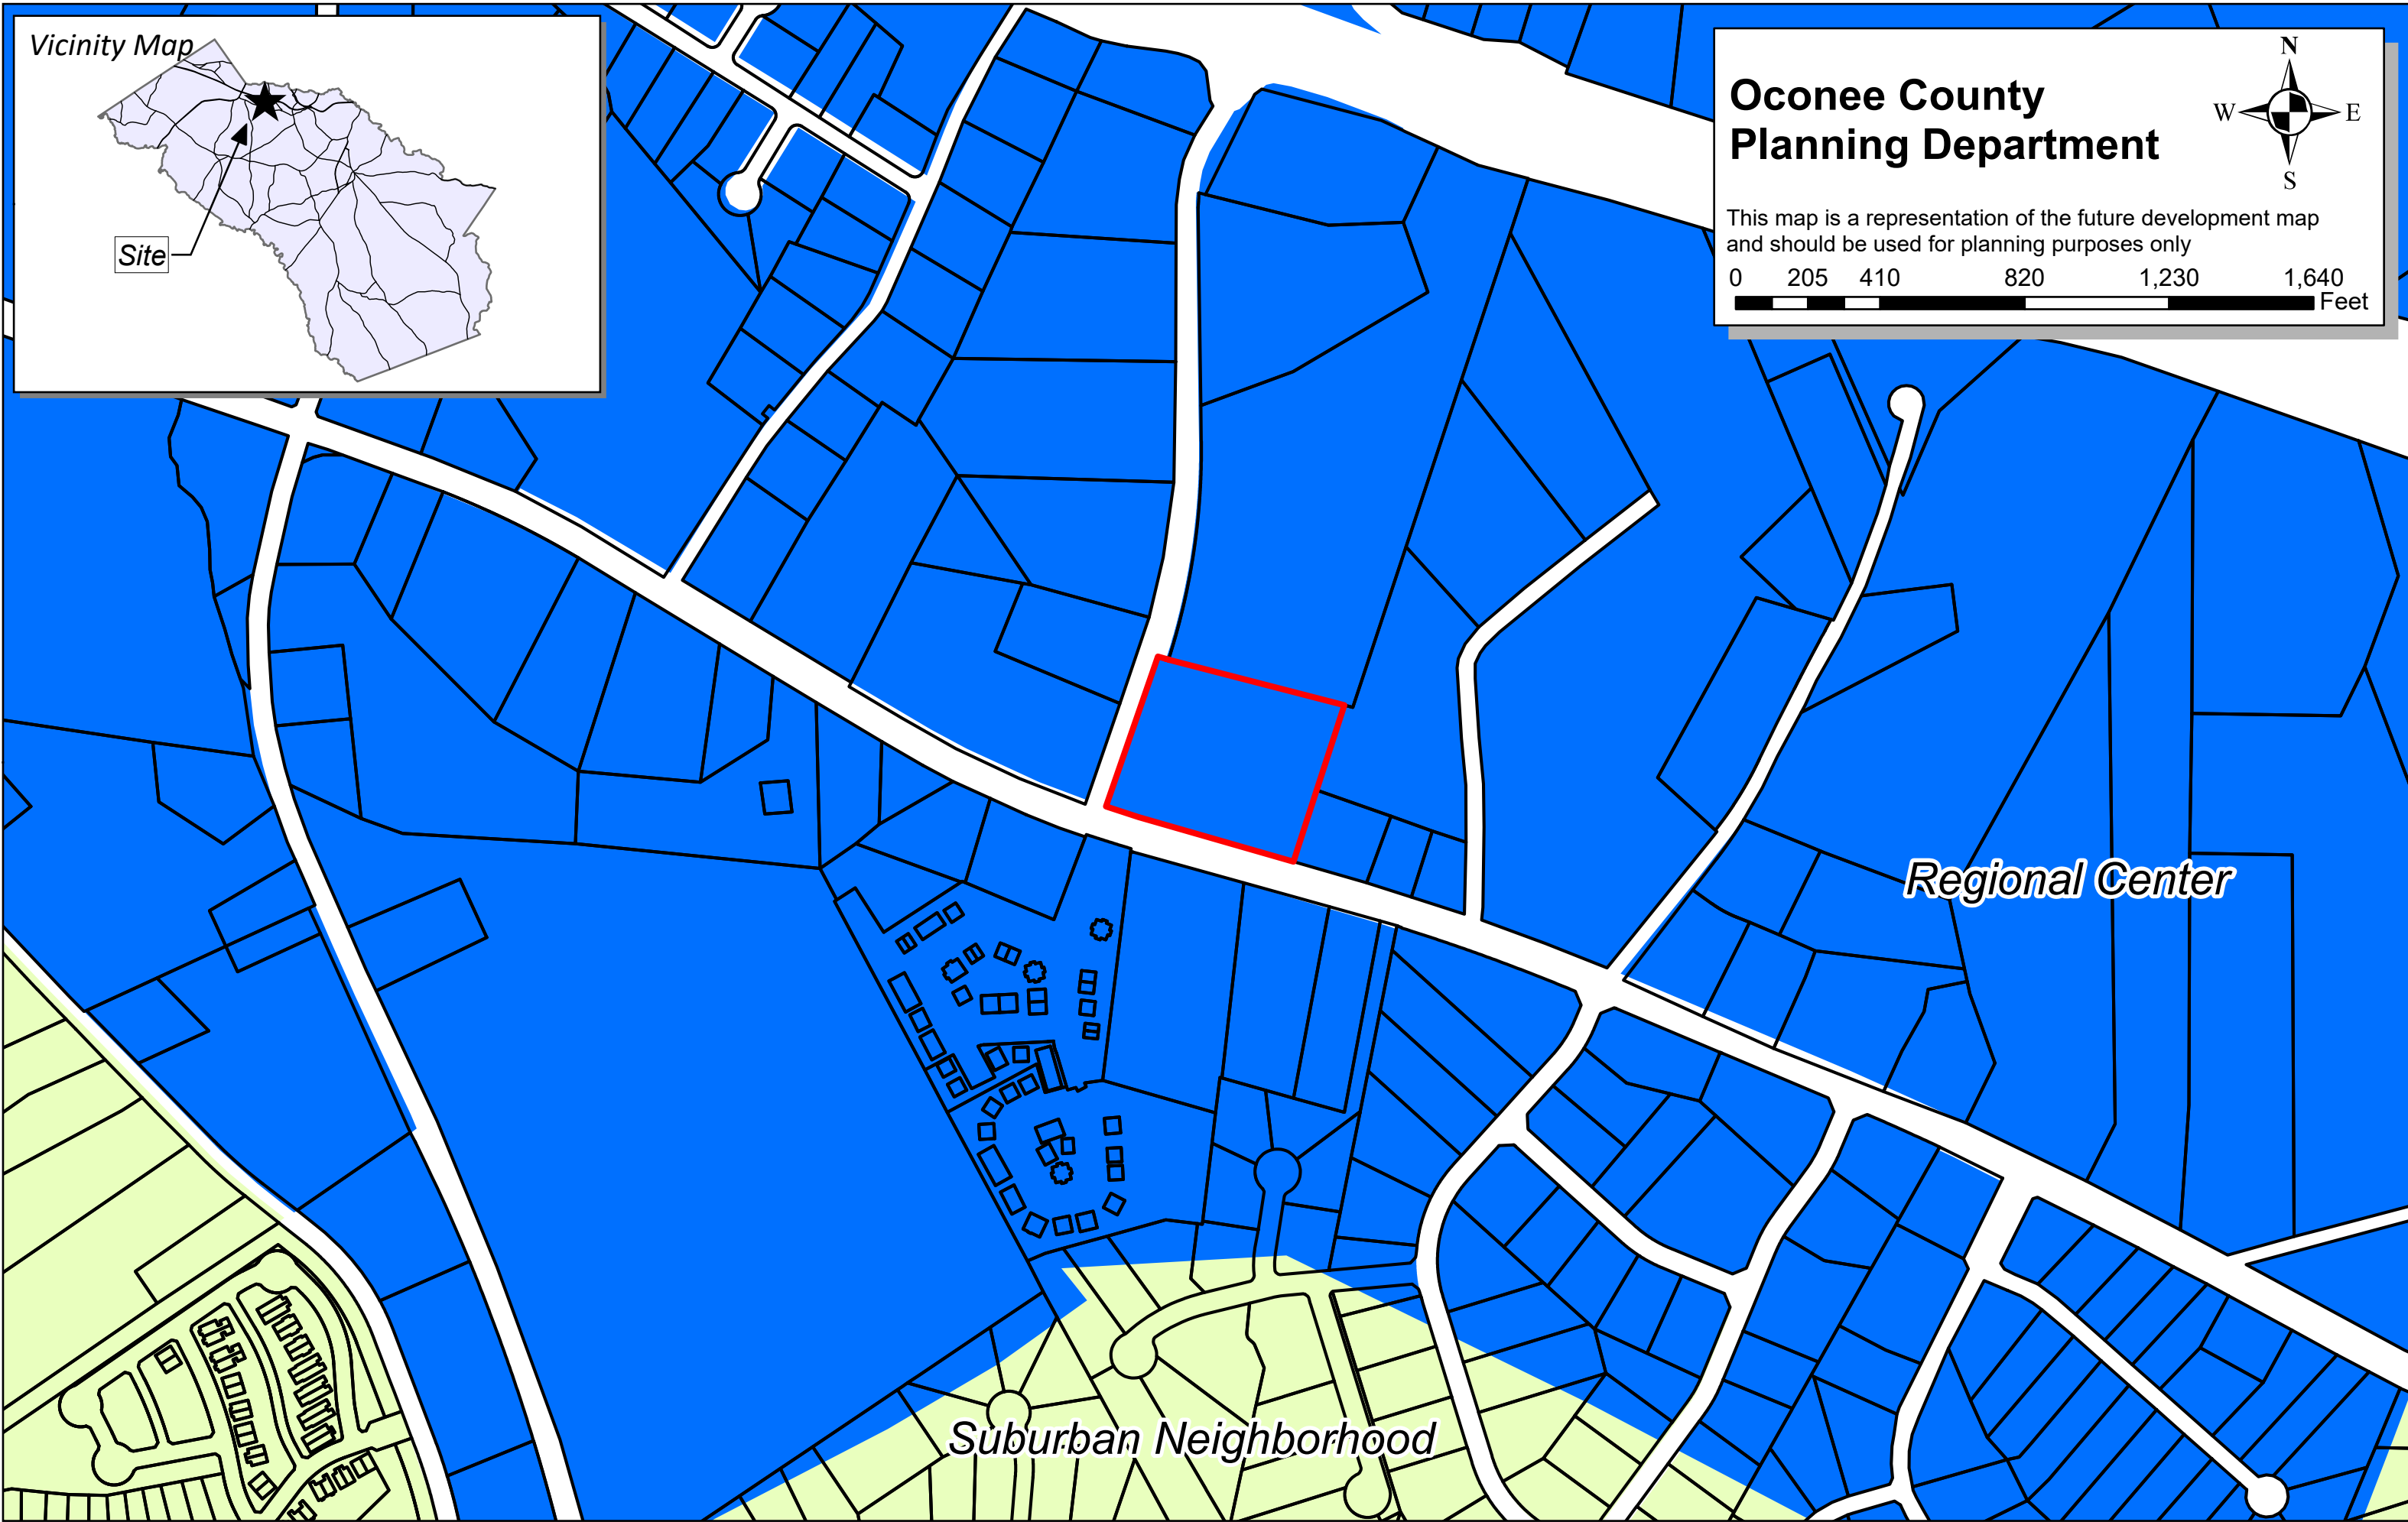 Vicinity Map
Site
Oconee County
Planning Department
N
W
E
S
This map is a representation of the future development map
and should be used for planning purposes only
0 205 410 820 1,230 1,640
Feet
Regional Center
Suburban Neighborhood